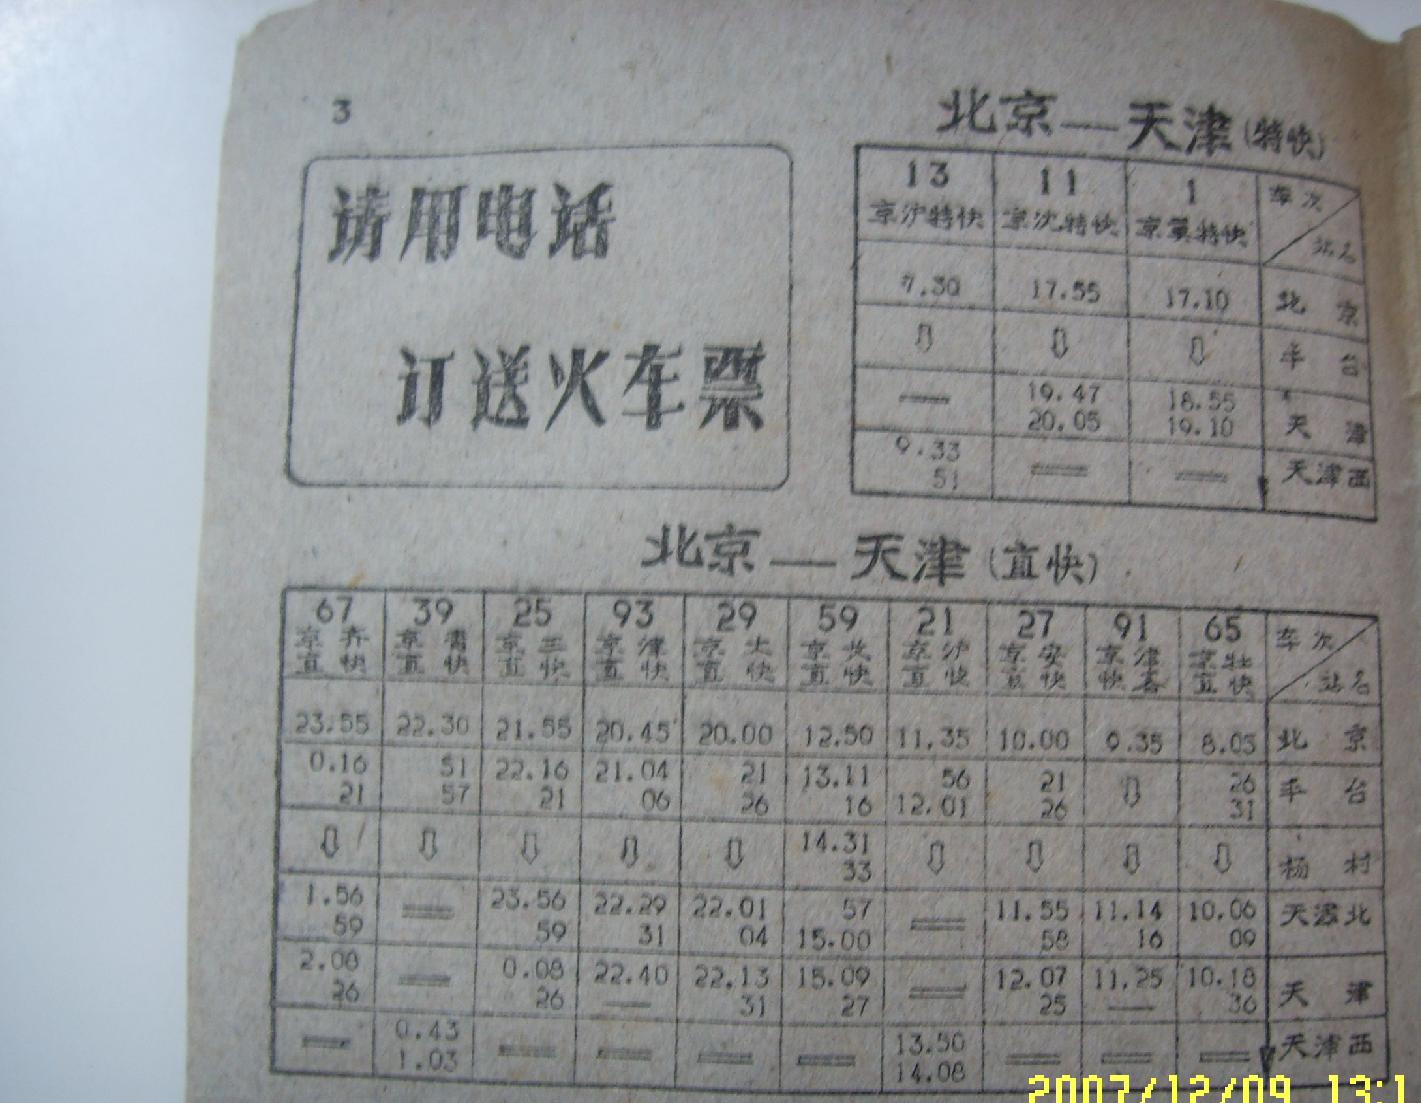 3
请用电话
订送火车票
北京—天津(特快)
13 11 1 车次
京沪特快 京沈特快 京冀特快 站名
7.30 17.55 17.10 北京
⇩ ⇩ ⇩ 丰台
— 19.47 18.55 天津
20.05 19.10
9.33 == == 天津西
51
北京—天津(直快)
67 39 25 93 29 59 21 27 91 65 车次
京齐 京三 京津 京大 京沪 京安 京津 京牡
直快 直快 直快 直快 直快 直快 直快 直快 快客 直快 站名
23.55 22.30 21.55 20.45 20.00 12.50 11.35 10.00 9.35 8.05 北京
0.16 51 22.16 21.04 21 13.11 56 21 ⇩ 26 丰台
21 57 21 06 26 16 12.01 26 31
⇩ ⇩ ⇩ ⇩ ⇩ 14.31 ⇩ ⇩ ⇩ ⇩ 杨村
33
1.56 == 23.56 22.29 22.01 57 == 11.55 11.14 10.06 天津北
59 59 31 04 15.00 58 16 09
2.08 == 0.08 22.40 22.13 15.09 == 12.07 11.25 10.18 天津
26 26 — 31 27 25 — 36
== 0.43 == == == == 13.50 == == == 天津西
1.03 14.08
2007/12/09 13:1